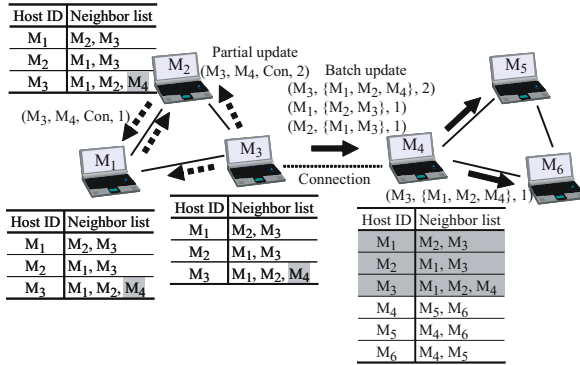 Host ID Neighbor list
M1 M2, M3
M2 M1, M3
M3 M1, M2, M4
M2
Partial update
(M3, M4, Con, 2)
Batch update
(M3, {M1, M2, M4}, 2)
(M1, {M2, M3}, 1)
(M2, {M1, M3}, 1)
M5
(M3, M4, Con, 1)
M1
M3
M4
M6
Connection
(M3, {M1, M2, M4}, 1)
Host ID Neighbor list
M1 M2, M3
M2 M1, M3
M3 M1, M2, M4
Host ID Neighbor list
M1 M2, M3
M2 M1, M3
M3 M1, M2, M4
Host ID Neighbor list
M1 M2, M3
M2 M1, M3
M3 M1, M2, M4
M4 M5, M6
M5 M4, M6
M6 M4, M5